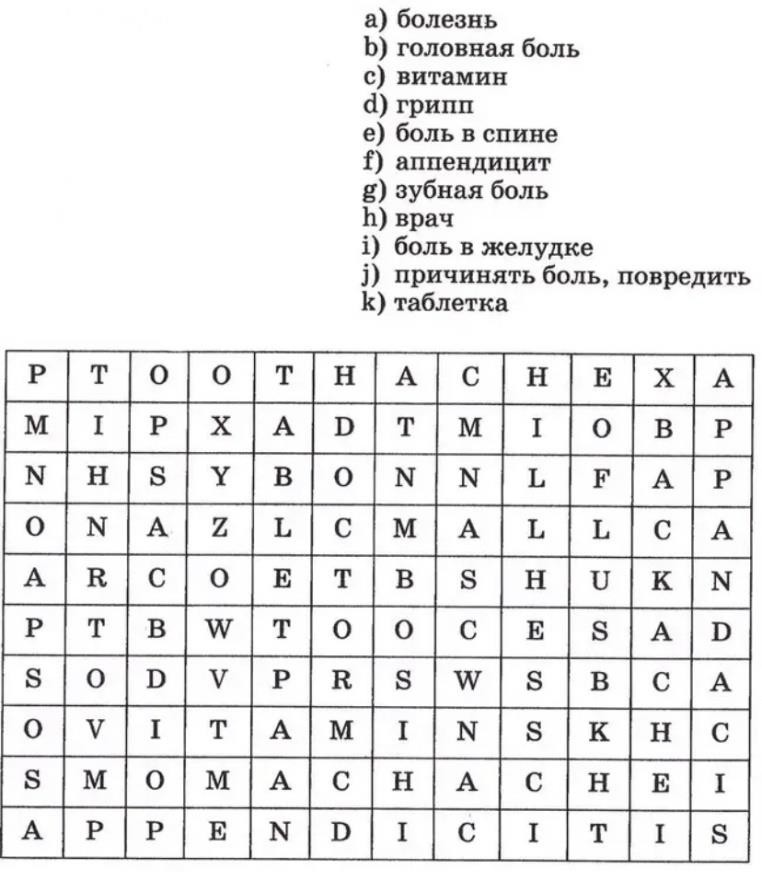 a) болезнь
b) головная боль
c) витамин
d) грипп
e) боль в спине
f) аппендицит
g) зубная боль
h) врач
i) боль в желудке
j) причинять боль, повредить
k) таблетка
P T O O T H A C H E X A
M I P X A D T M I O B P
N H S Y B O N N L F A P
O N A Z L C M A L L C A
A R C O E T B S H U K N
P T B W T O O C E S A D
S O D V P R S W S B C A
O V I T A M I N S K H C
S M O M A C H A C H E I
A P P E N D I C I T I S